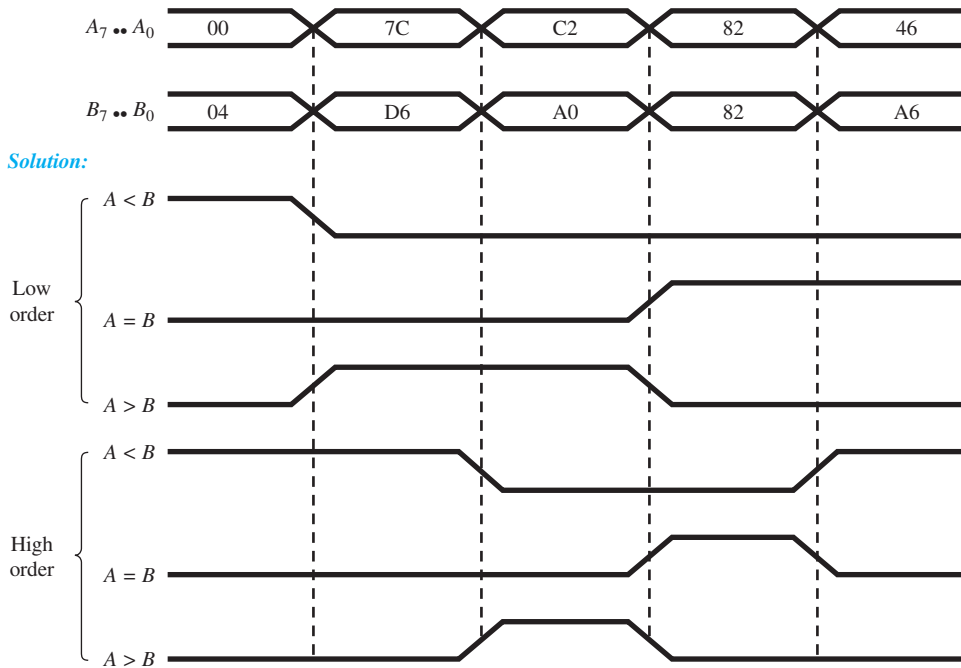 A₇ •• A₀ 00 7C C2 82 46
B₇ •• B₀ 04 D6 A0 82 A6
Solution:
A < B
Low
order
A = B
A > B
A < B
High
order
A = B
A > B